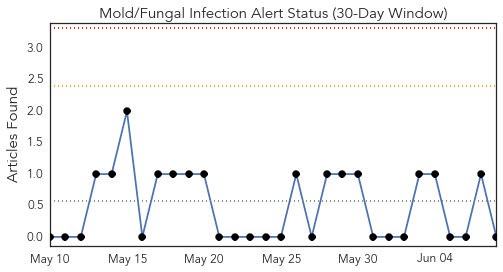 Mold/Fungal Infection Alert Status (30-Day Window)
Articles Found
3.0
2.5
2.0
1.5
1.0
0.5
0.0
May 10 May 15 May 20 May 25 May 30 Jun 04